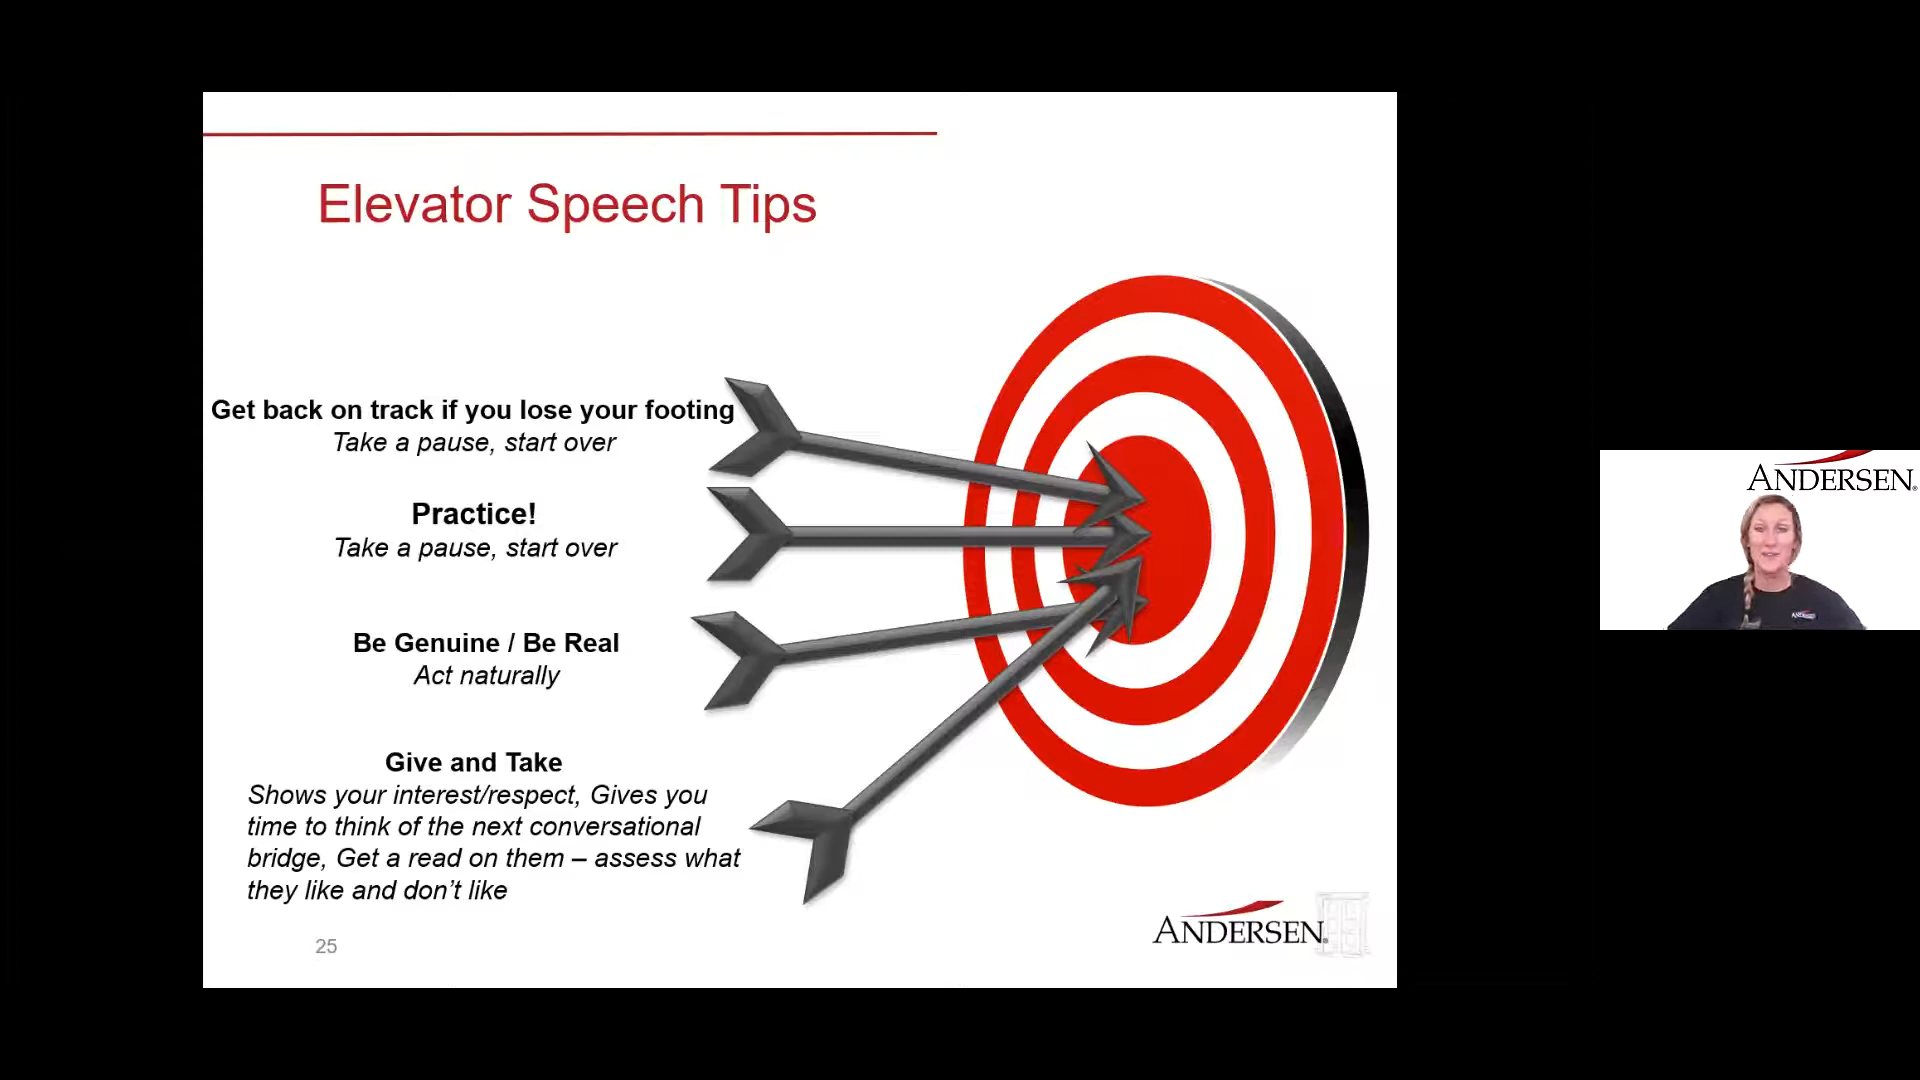 Elevator Speech Tips
Get back on track if you lose your footing
Take a pause, start over
Practice!
Take a pause, start over
Be Genuine / Be Real
Act naturally
Give and Take
Shows your interest/respect, Gives you
time to think of the next conversational
bridge, Get a read on them – assess what
they like and don’t like
25
ANDERSEN®
ANDERSEN®
ANDERSEN